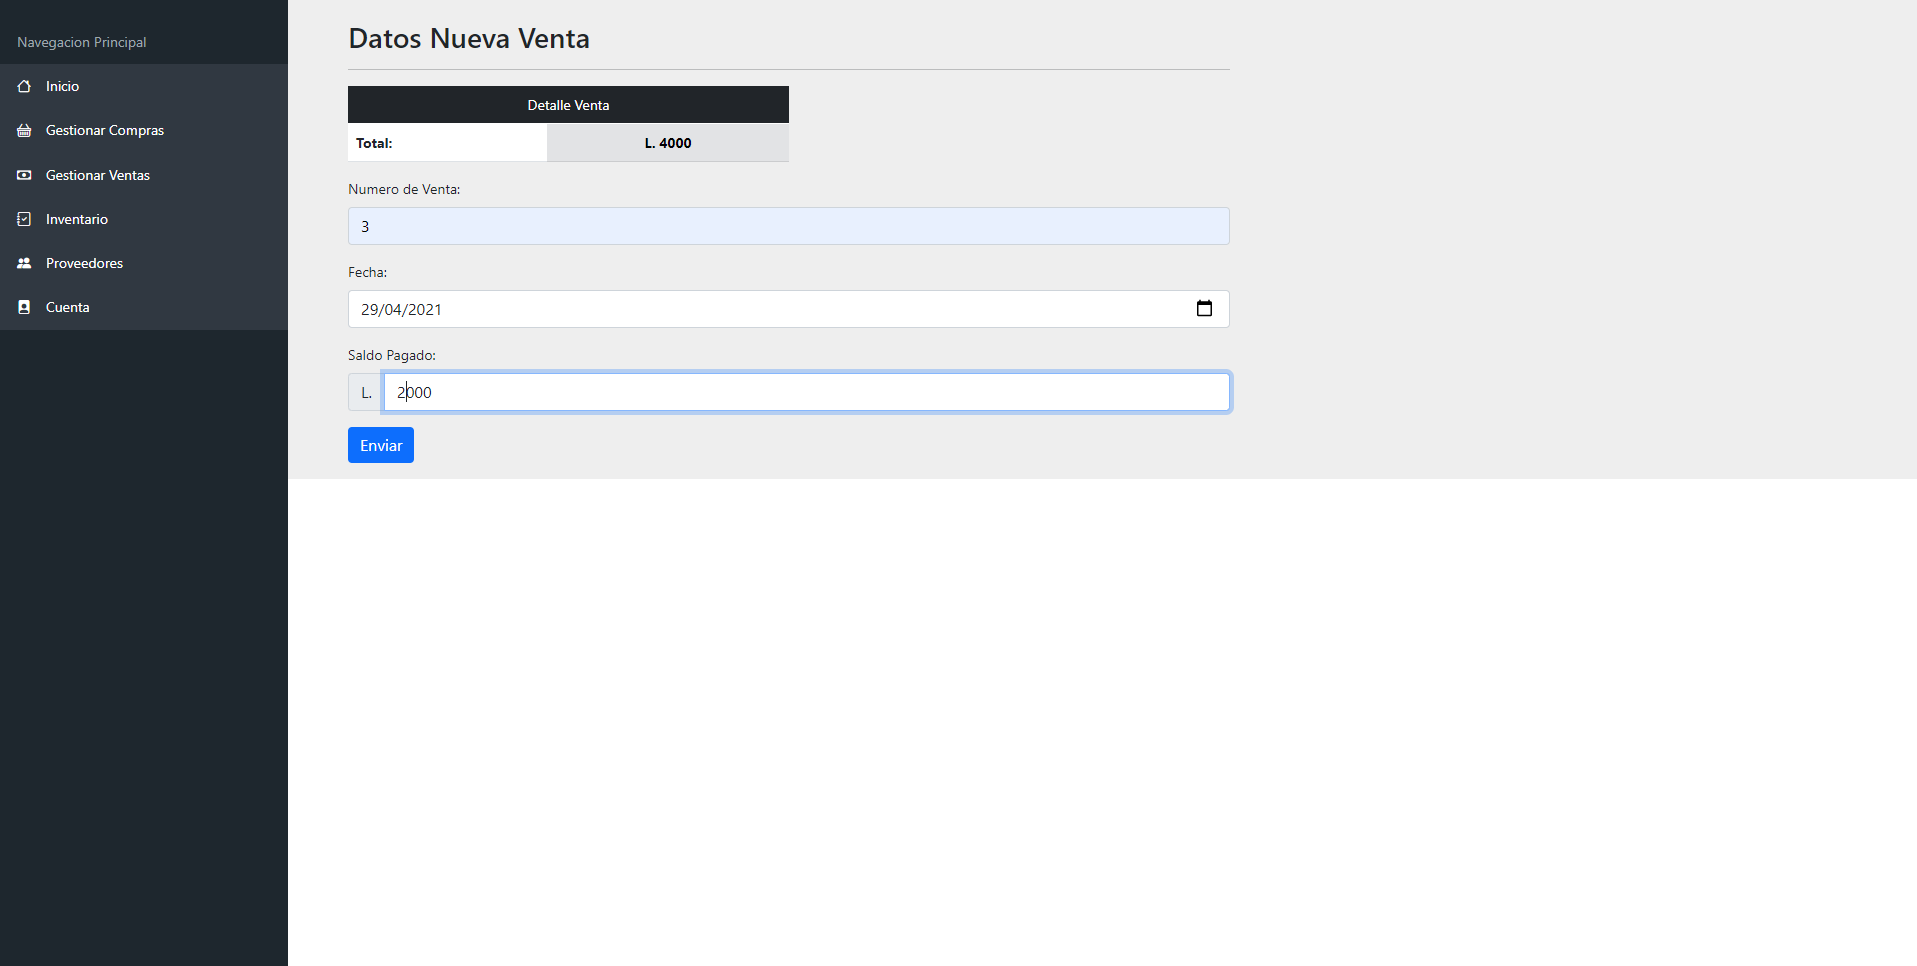 Navegacion Principal
Inicio
Gestionar Compras
Gestionar Ventas
Inventario
Proveedores
Cuenta
Datos Nueva Venta
Detalle Venta
Total: L. 4000
Numero de Venta:
3
Fecha:
29/04/2021
Saldo Pagado:
L. 2000
Enviar